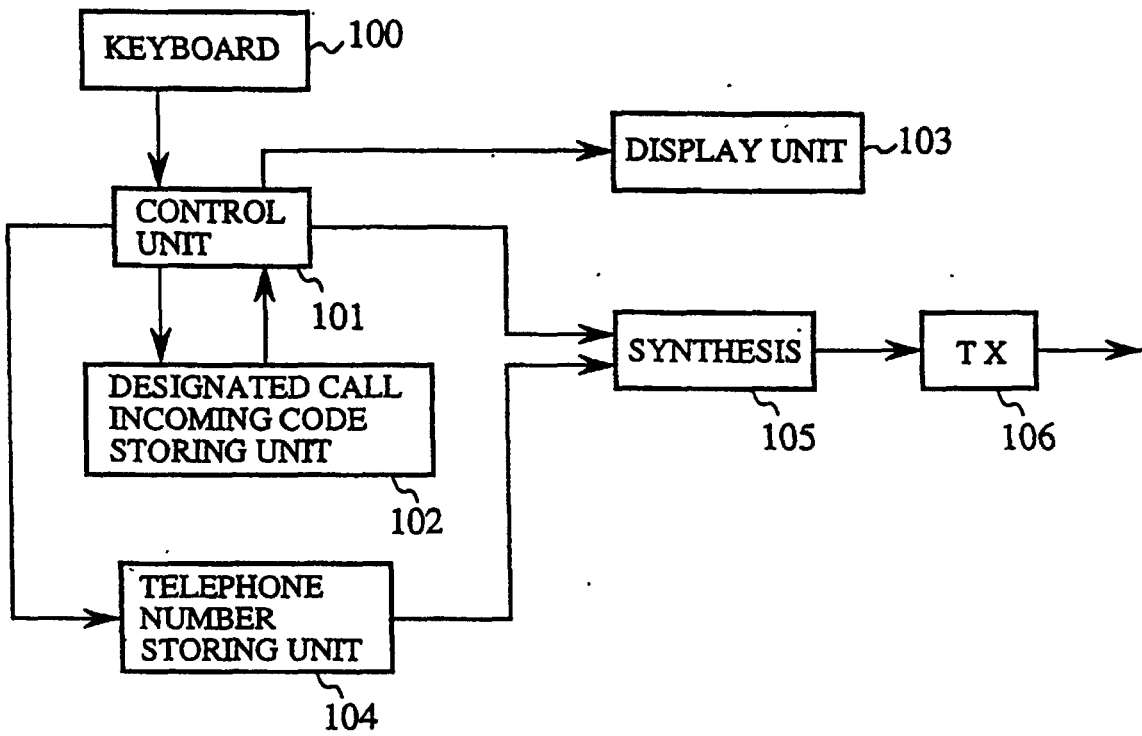 KEYBOARD
100
DISPLAY UNIT
103
CONTROL
UNIT
101
DESIGNATED CALL
INCOMING CODE
STORING UNIT
102
SYNTHESIS
105
T X
106
TELEPHONE
NUMBER
STORING UNIT
104